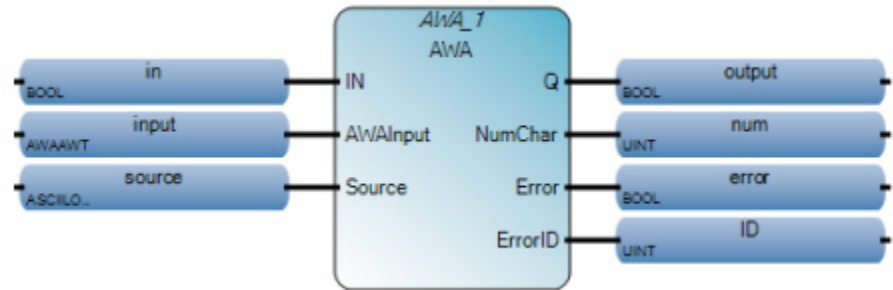 AWA_1
AWA
in
BOOL
IN
Q
output
BOOL
input
AWAAWT
AWAInput
NumChar
num
UINT
source
ASCIILO...
Source
Error
error
BOOL
ErrorID
ID
UINT